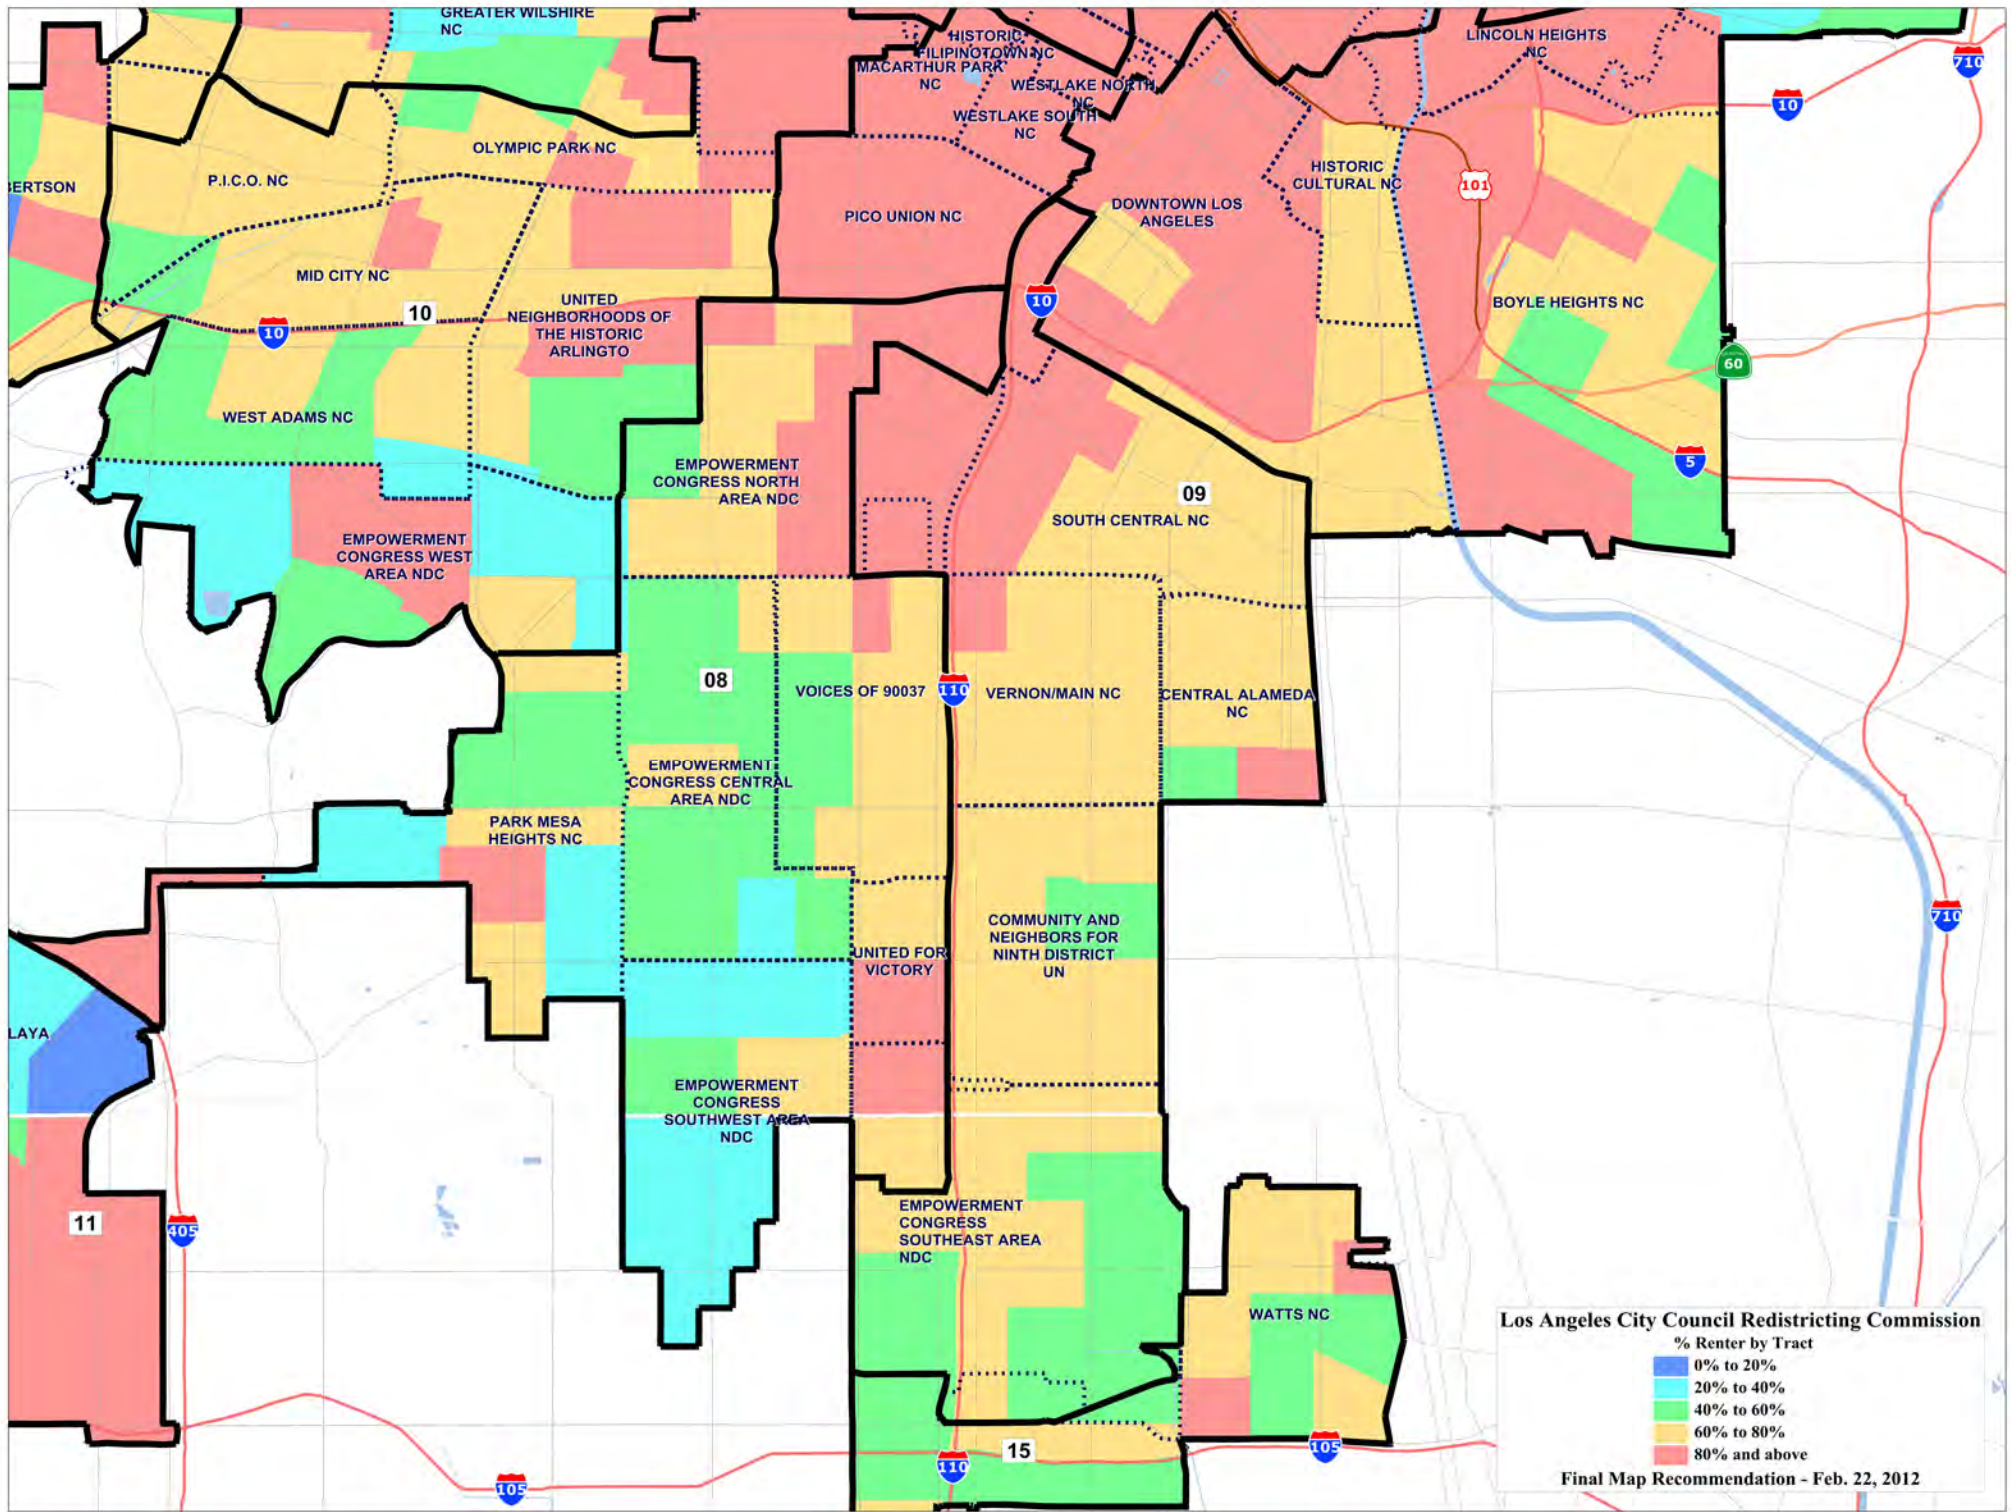 GREATER WILSHIRE
NC
HISTORIC
FILIPINOTOWN NC
MACARTHUR PARK
NC
WESTLAKE NORTH
NC
WESTLAKE SOUTH
NC
LINCOLN HEIGHTS
NC
710
10
OLYMPIC PARK NC
P.I.C.O. NC
BERTSON
HISTORIC
CULTURAL NC
101
PICO UNION NC
DOWNTOWN LOS
ANGELES
MID CITY NC
10
10
10
UNITED
NEIGHBORHOODS OF
THE HISTORIC
ARLINGTO
BOYLE HEIGHTS NC
60
WEST ADAMS NC
5
EMPOWERMENT
CONGRESS NORTH
AREA NDC
09
SOUTH CENTRAL NC
EMPOWERMENT
CONGRESS WEST
AREA NDC
08
VOICES OF 90037
110
VERNON/MAIN NC
CENTRAL ALAMEDA
NC
EMPOWERMENT
CONGRESS CENTRAL
AREA NDC
PARK MESA
HEIGHTS NC
710
COMMUNITY AND
NEIGHBORS FOR
NINTH DISTRICT
UN
UNITED FOR
VICTORY
LAYA
EMPOWERMENT
CONGRESS
SOUTHWEST AREA
NDC
11
405
EMPOWERMENT
CONGRESS
SOUTHEAST AREA
NDC
WATTS NC
15
105
110
105
Los Angeles City Council Redistricting Commission
% Renter by Tract
0% to 20%
20% to 40%
40% to 60%
60% to 80%
80% and above
Final Map Recommendation - Feb. 22, 2012